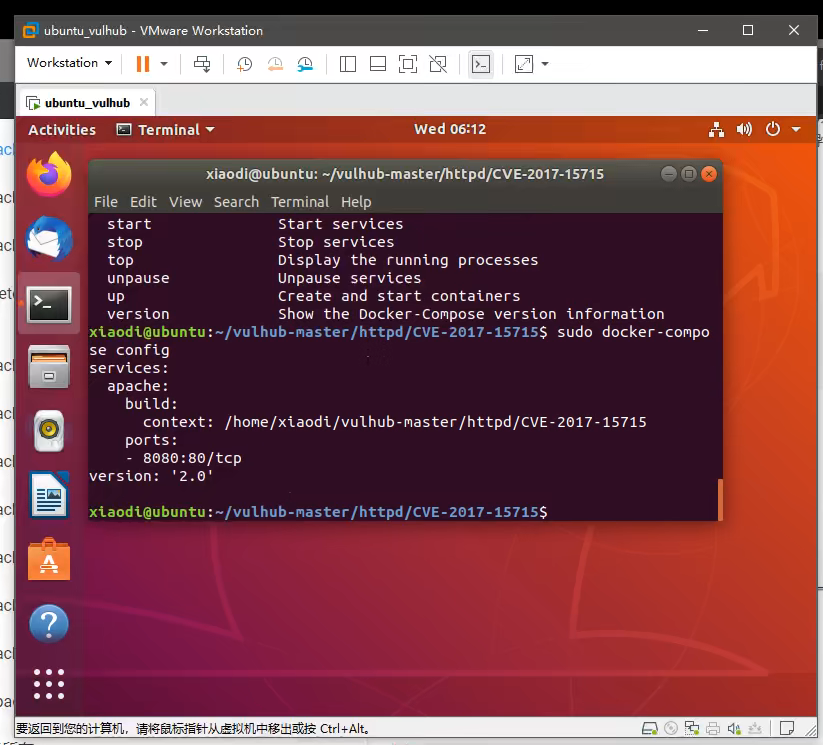 ubuntu_vulhub - VMware Workstation
Workstation
ubuntu_vulhub
Activities Terminal Wed 06:12
xiaodi@ubuntu: ~/vulhub-master/httpd/CVE-2017-15715
File Edit View Search Terminal Help
start Start services
stop Stop services
top Display the running processes
unpause Unpause services
up Create and start containers
version Show the Docker-Compose version information
xiaodi@ubuntu:~/vulhub-master/httpd/CVE-2017-15715$ sudo docker-compo
se config
services:
apache:
build:
context: /home/xiaodi/vulhub-master/httpd/CVE-2017-15715
ports:
- 8080:80/tcp
version: '2.0'
xiaodi@ubuntu:~/vulhub-master/httpd/CVE-2017-15715$
要返回到您的计算机，请将鼠标指针从虚拟机中移出或按 Ctrl+Alt。